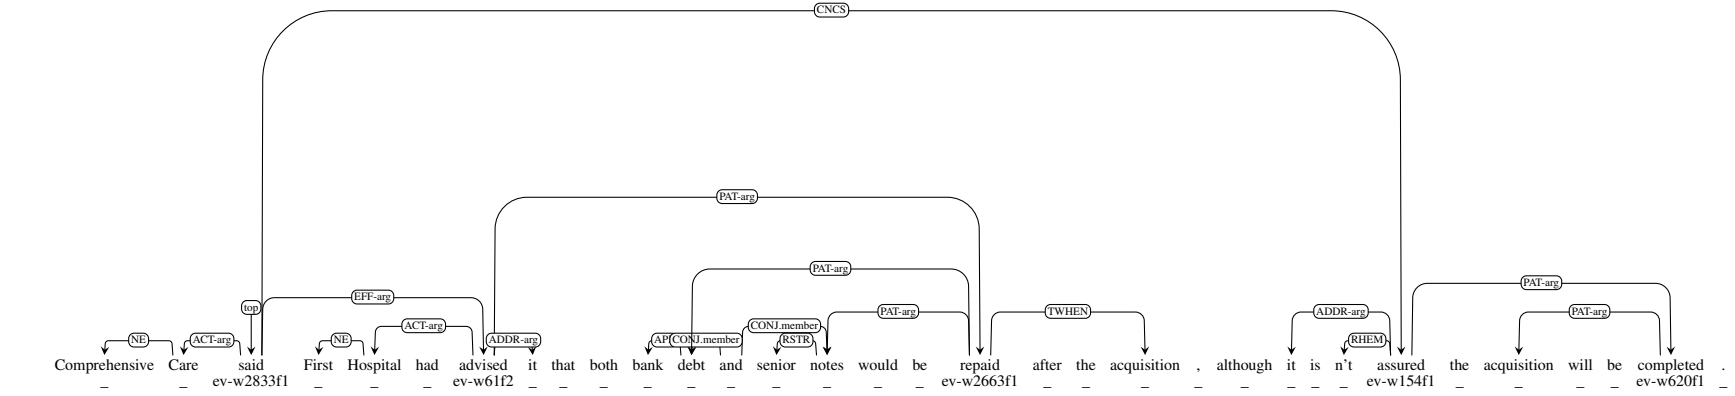 CNCS
PAT-arg
PAT-arg
PAT-arg
EFF-arg
top
PAT-arg TWHEN ADDR-arg PAT-arg
ACT-arg CONJ.member
NE ACT-arg NE ADDR-arg CONJ.member RSTR RHEM
Comprehensive Care said First Hospital had advised it that both bank debt and senior notes would be repaid after the acquisition , although it is n't assured the acquisition will be completed .
_ _ ev-w2833f1 _ _ _ ev-w61f2 _ _ _ _ _ _ _ _ _ _ ev-w2663f1 _ _ _ _ _ _ _ _ ev-w154f1 _ _ _ _ ev-w620f1 _